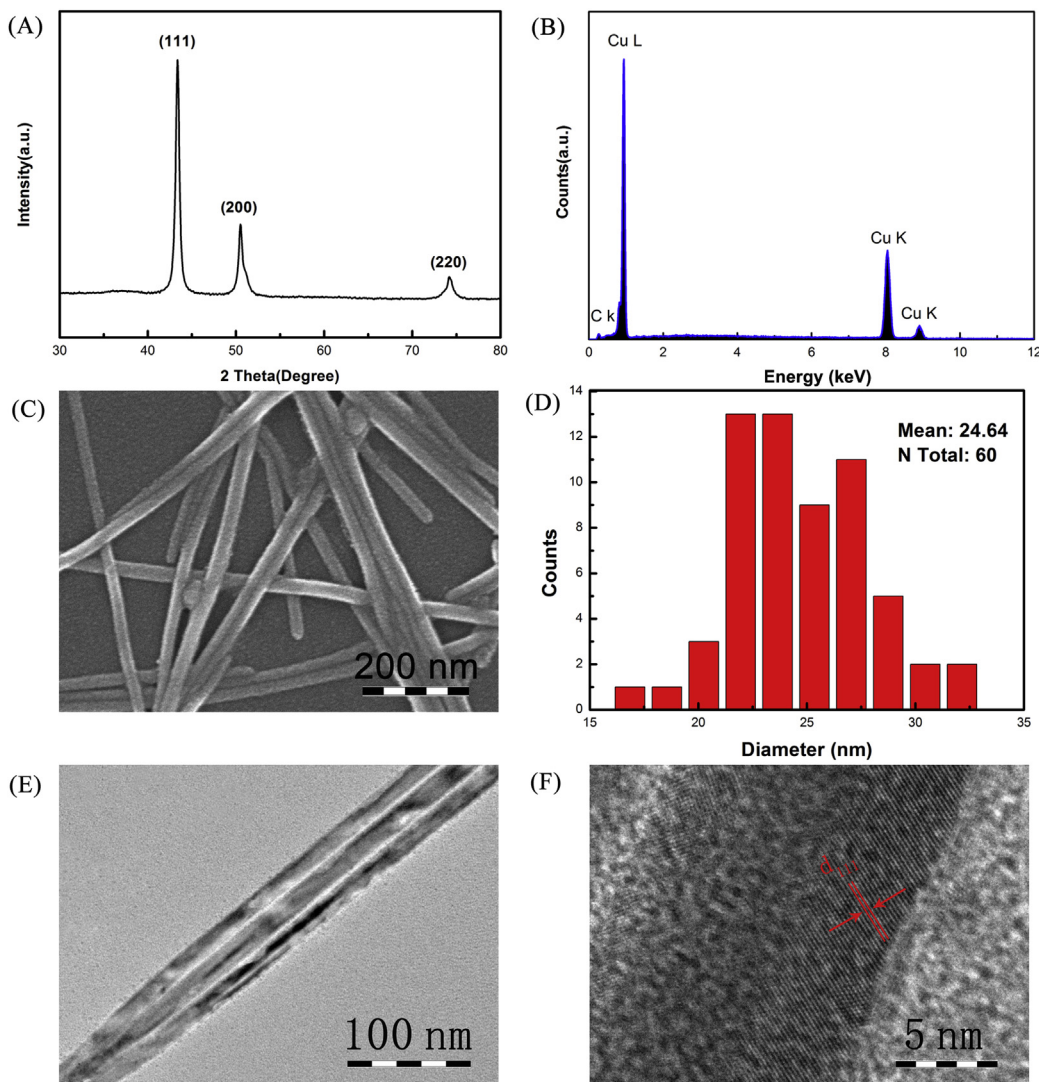 (A)
(111)
(200)
(220)
Intensity(a.u.)
30 40 50 60 70 80
2 Theta(Degree)
(B)
Cu L
Cu K
Cu K
C k
Counts(a.u.)
0 2 4 6 8 10 12
Energy (keV)
(C)
200 nm
(D)
Mean: 24.64
N Total: 60
Counts
14
12
10
8
6
4
2
0
15 20 25 30 35
Diameter (nm)
(E)
100 nm
(F)
5 nm